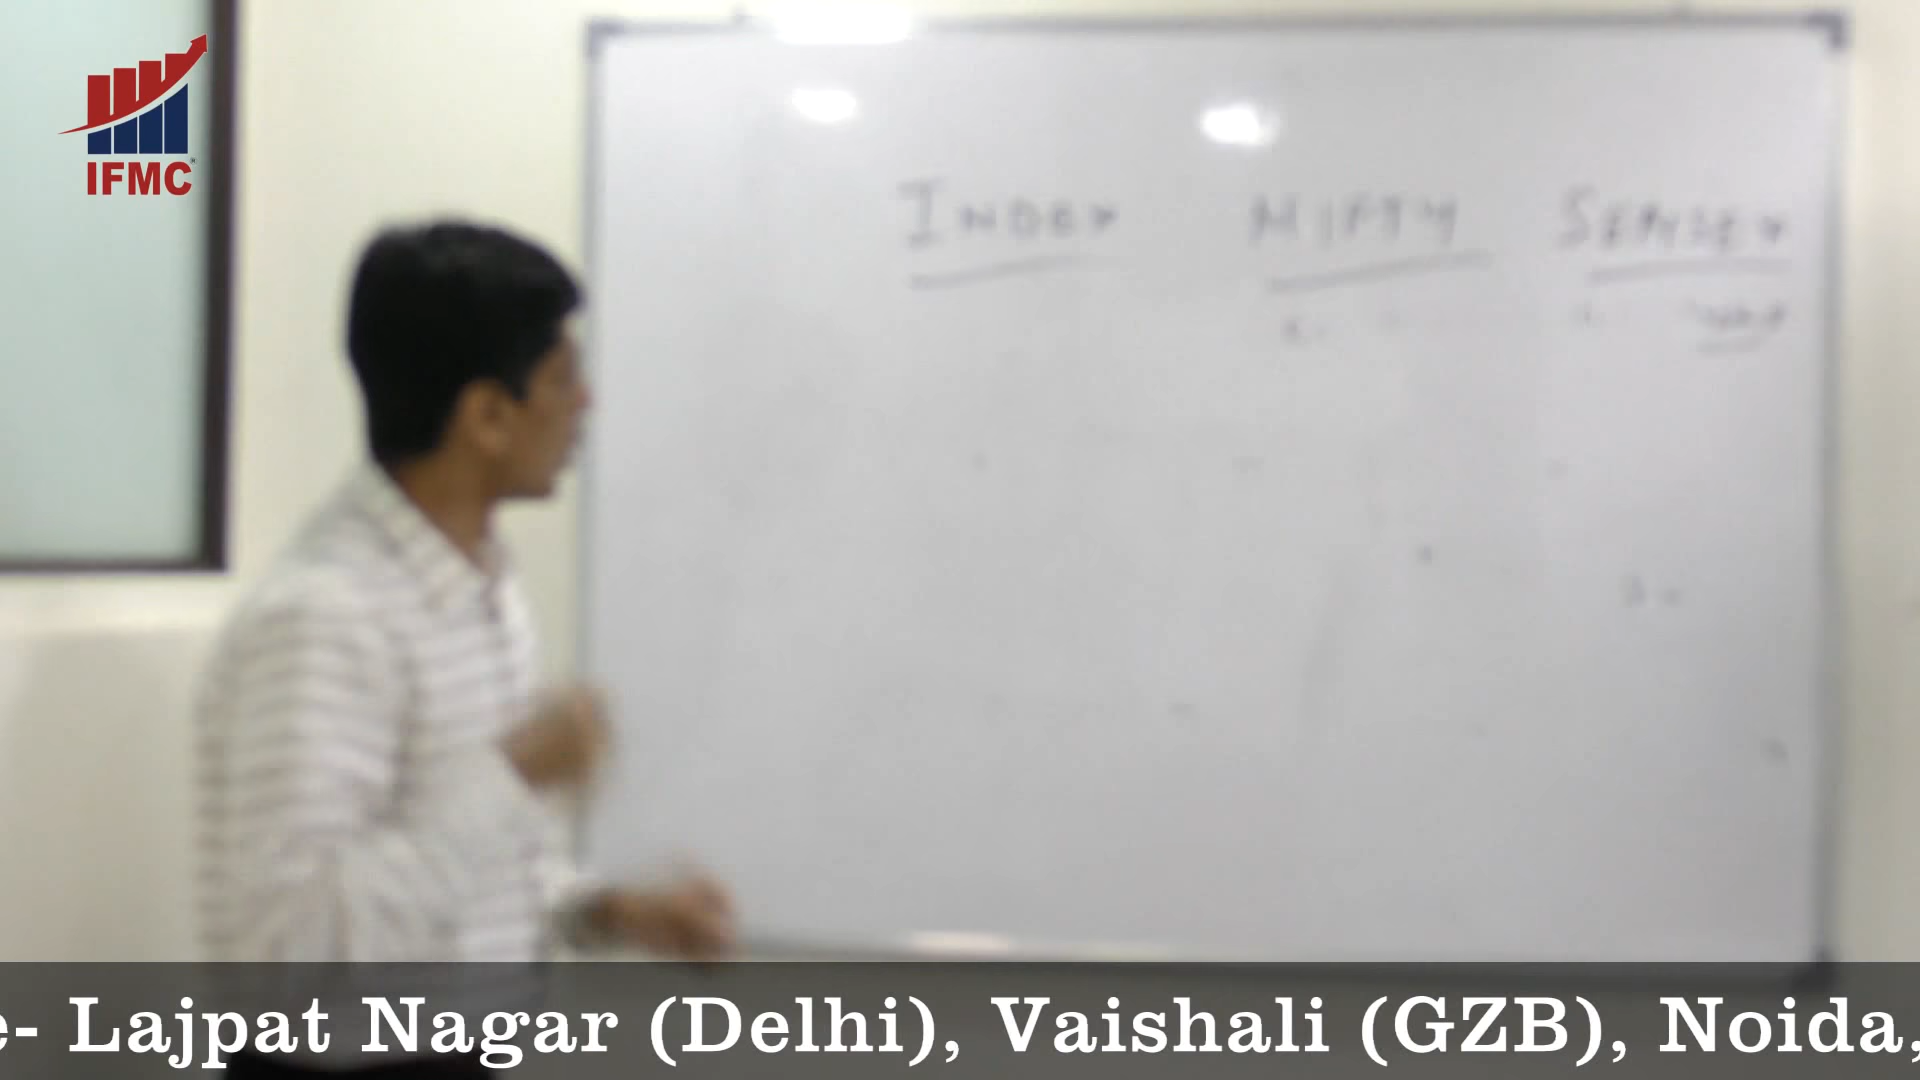 IFMC
INDEX NIFTY SENSEX
e- Lajpat Nagar (Delhi), Vaishali (GZB), Noida,